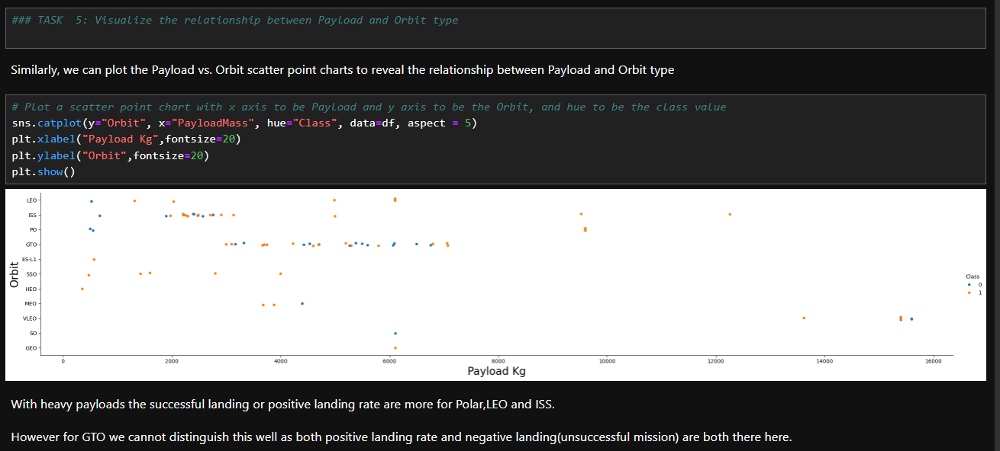 ### TASK  5: Visualize the relationship between Payload and Orbit type
Similarly, we can plot the Payload vs. Orbit scatter point charts to reveal the relationship between Payload and Orbit type
# Plot a scatter point chart with x axis to be Payload and y axis to be the Orbit, and hue to be the class value
sns.catplot(y="Orbit", x="PayloadMass", hue="Class", data=df, aspect = 5)
plt.xlabel("Payload Kg",fontsize=20)
plt.ylabel("Orbit",fontsize=20)
plt.show()
Orbit
LEO
ISS
PO
GTO
ES-L1
SSO
HEO
MEO
VLEO
SO
GEO
0 2000 4000 6000 8000 10000 12000 14000 16000
Payload Kg
Class
0
1
With heavy payloads the successful landing or positive landing rate are more for Polar,LEO and ISS.
However for GTO we cannot distinguish this well as both positive landing rate and negative landing(unsuccessful mission) are both there here.